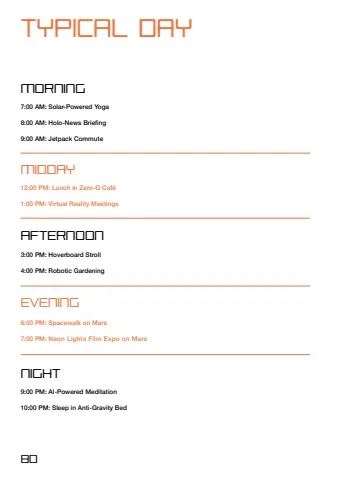 TYPICAL DAY
MORNING
7:00 AM: Solar-Powered Yoga
8:00 AM: Holo-News Briefing
9:00 AM: Jetpack Commute
MIDDAY
12:00 PM: Lunch in Zero-G Café
1:00 PM: Virtual Reality Meetings
AFTERNOON
3:00 PM: Hoverboard Stroll
4:00 PM: Robotic Gardening
EVENING
6:00 PM: Spacewalk on Mars
7:00 PM: Neon Lights Film Expo on Mars
NIGHT
9:00 PM: AI-Powered Meditation
10:00 PM: Sleep in Anti-Gravity Bed
80